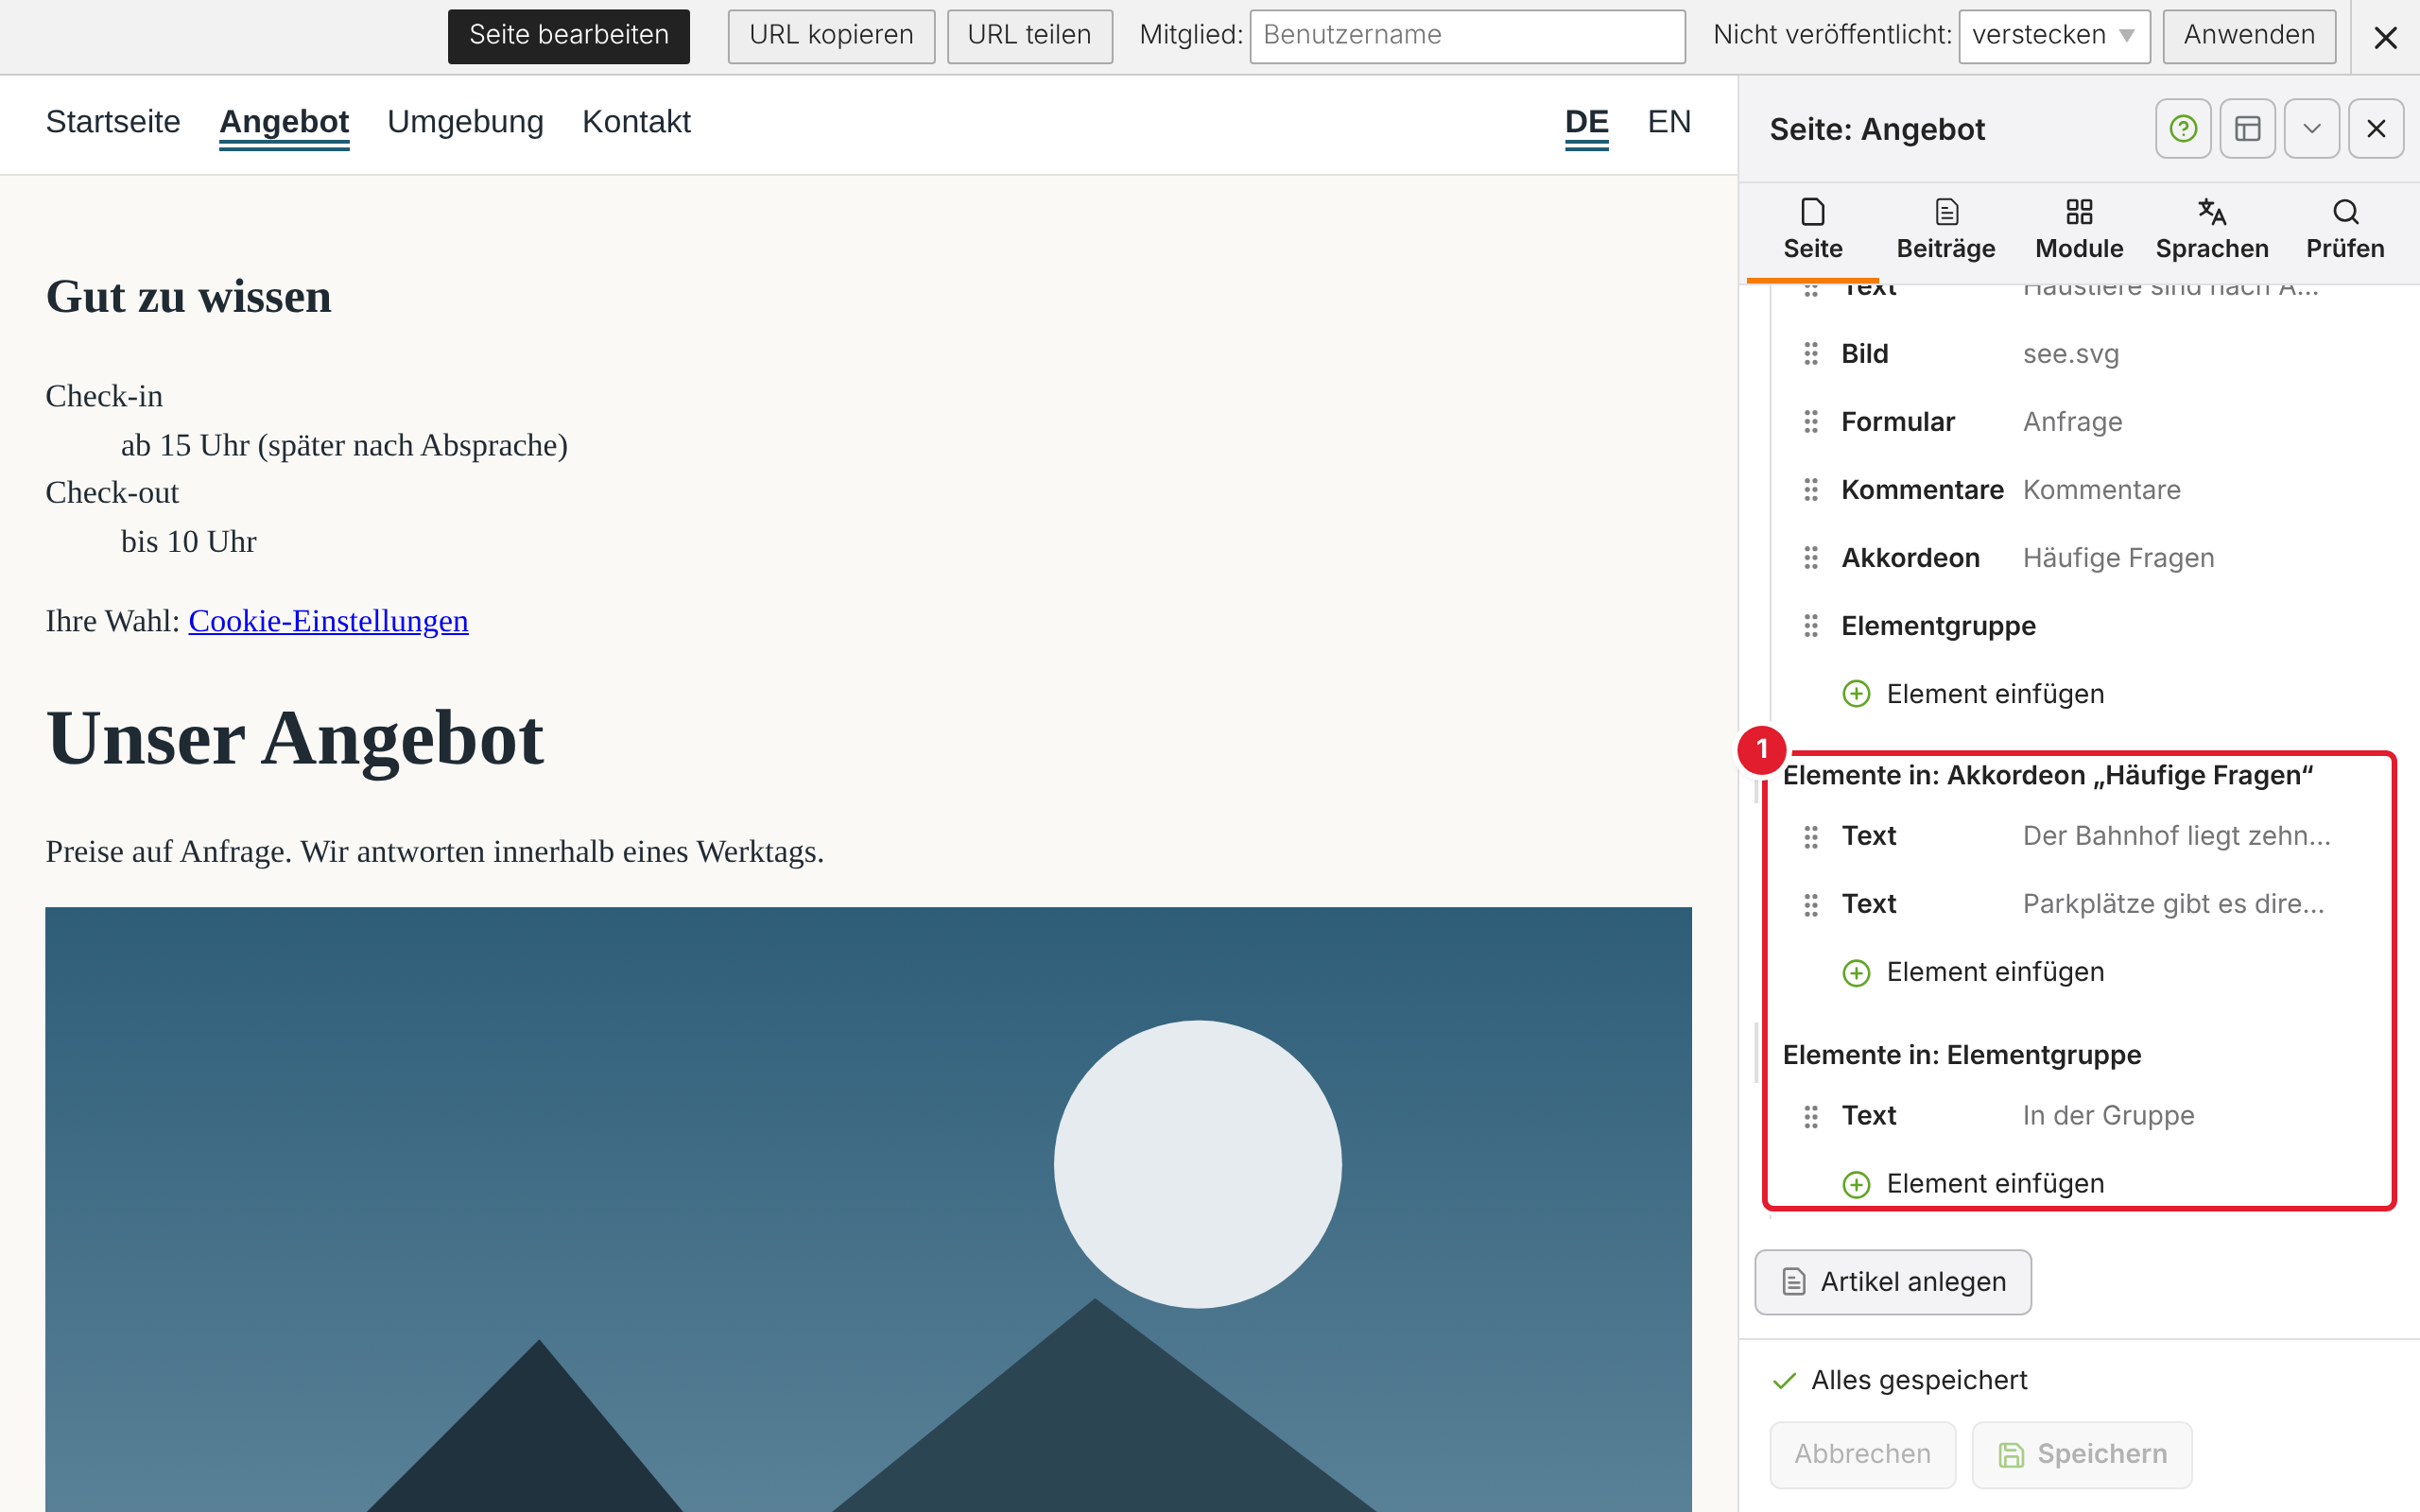 Seite bearbeiten URL kopieren URL teilen Mitglied: Benutzername Nicht veröffentlicht: verstecken Anwenden
Startseite Angebot Umgebung Kontakt DE EN
Gut zu wissen
Check-in
ab 15 Uhr (später nach Absprache)
Check-out
bis 10 Uhr
Ihre Wahl: Cookie-Einstellungen
Unser Angebot
Preise auf Anfrage. Wir antworten innerhalb eines Werktags.
Seite: Angebot
Seite Beiträge Module Sprachen Prüfen
Text Haustiere sind nach A...
Bild see.svg
Formular Anfrage
Kommentare Kommentare
Akkordeon Häufige Fragen
Elementgruppe
Element einfügen
1
Elemente in: Akkordeon „Häufige Fragen“
Text Der Bahnhof liegt zehn...
Text Parkplätze gibt es dire...
Element einfügen
Elemente in: Elementgruppe
Text In der Gruppe
Element einfügen
Artikel anlegen
Alles gespeichert
Abbrechen Speichern